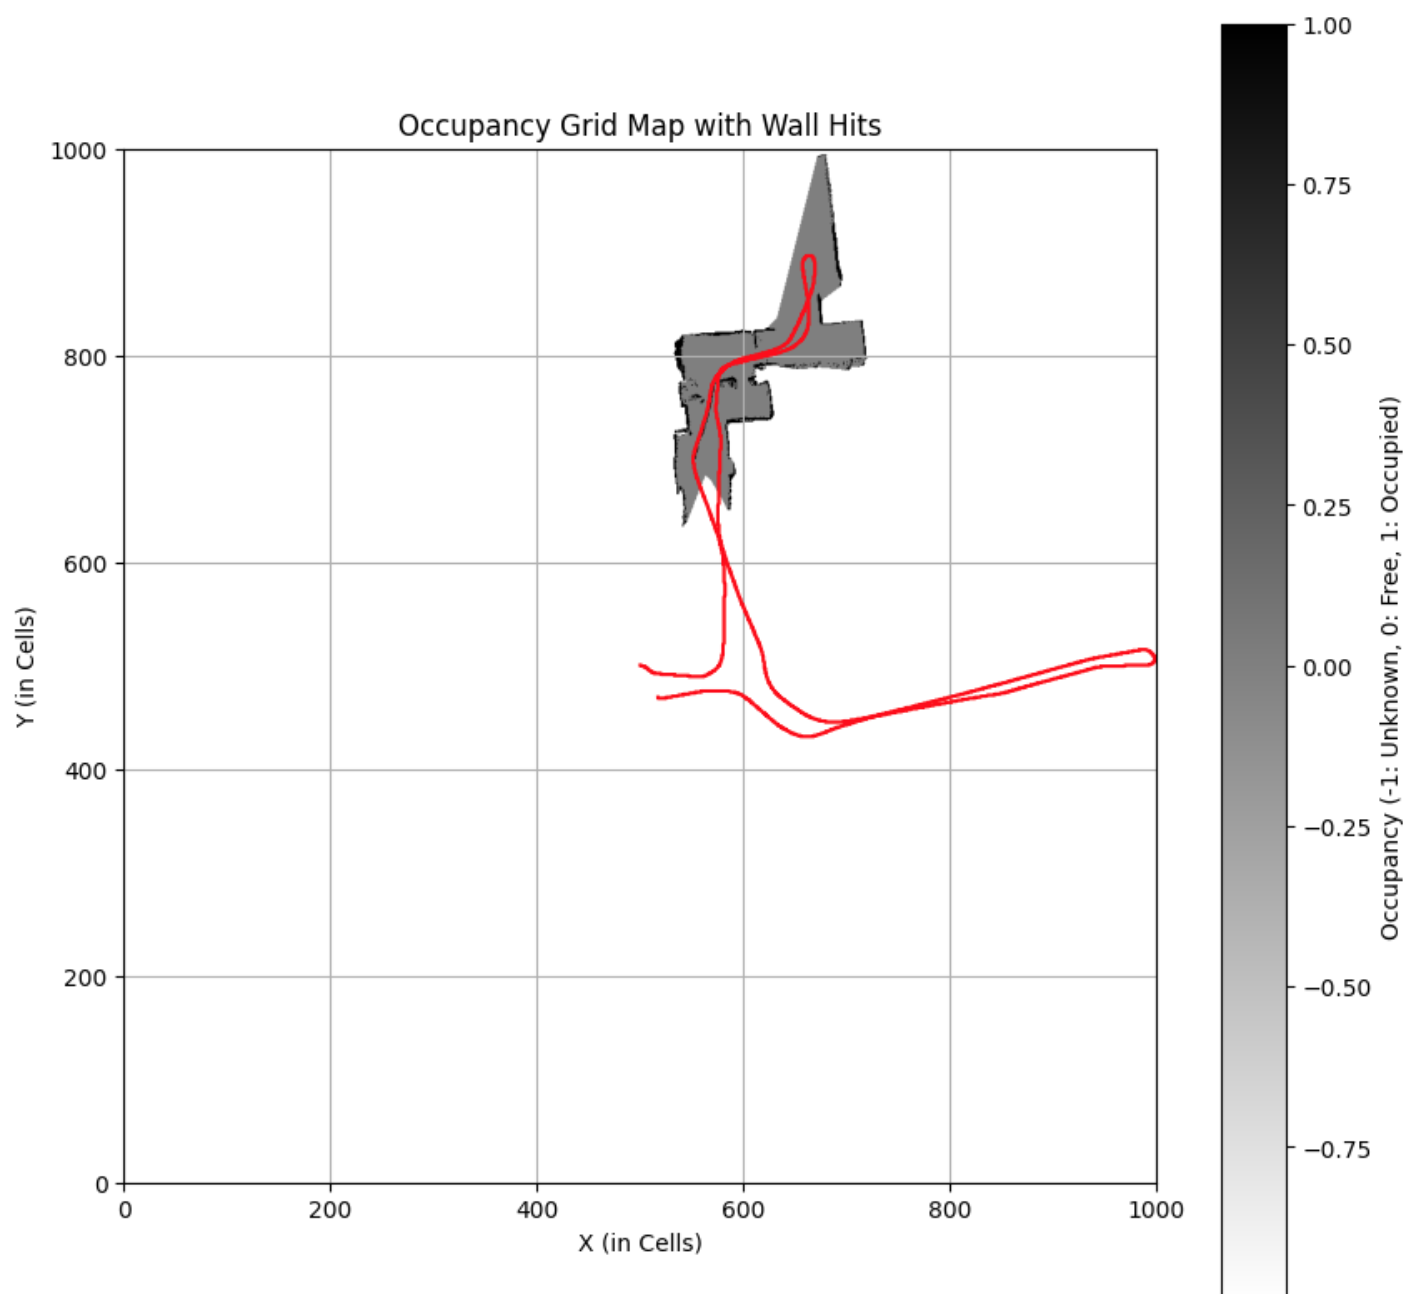 Occupancy Grid Map with Wall Hits
1000
800
600
400
200
0
Y (in Cells)
0 200 400 600 800 1000
X (in Cells)
1.00
0.75
0.50
0.25
0.00
−0.25
−0.50
−0.75
Occupancy (-1: Unknown, 0: Free, 1: Occupied)